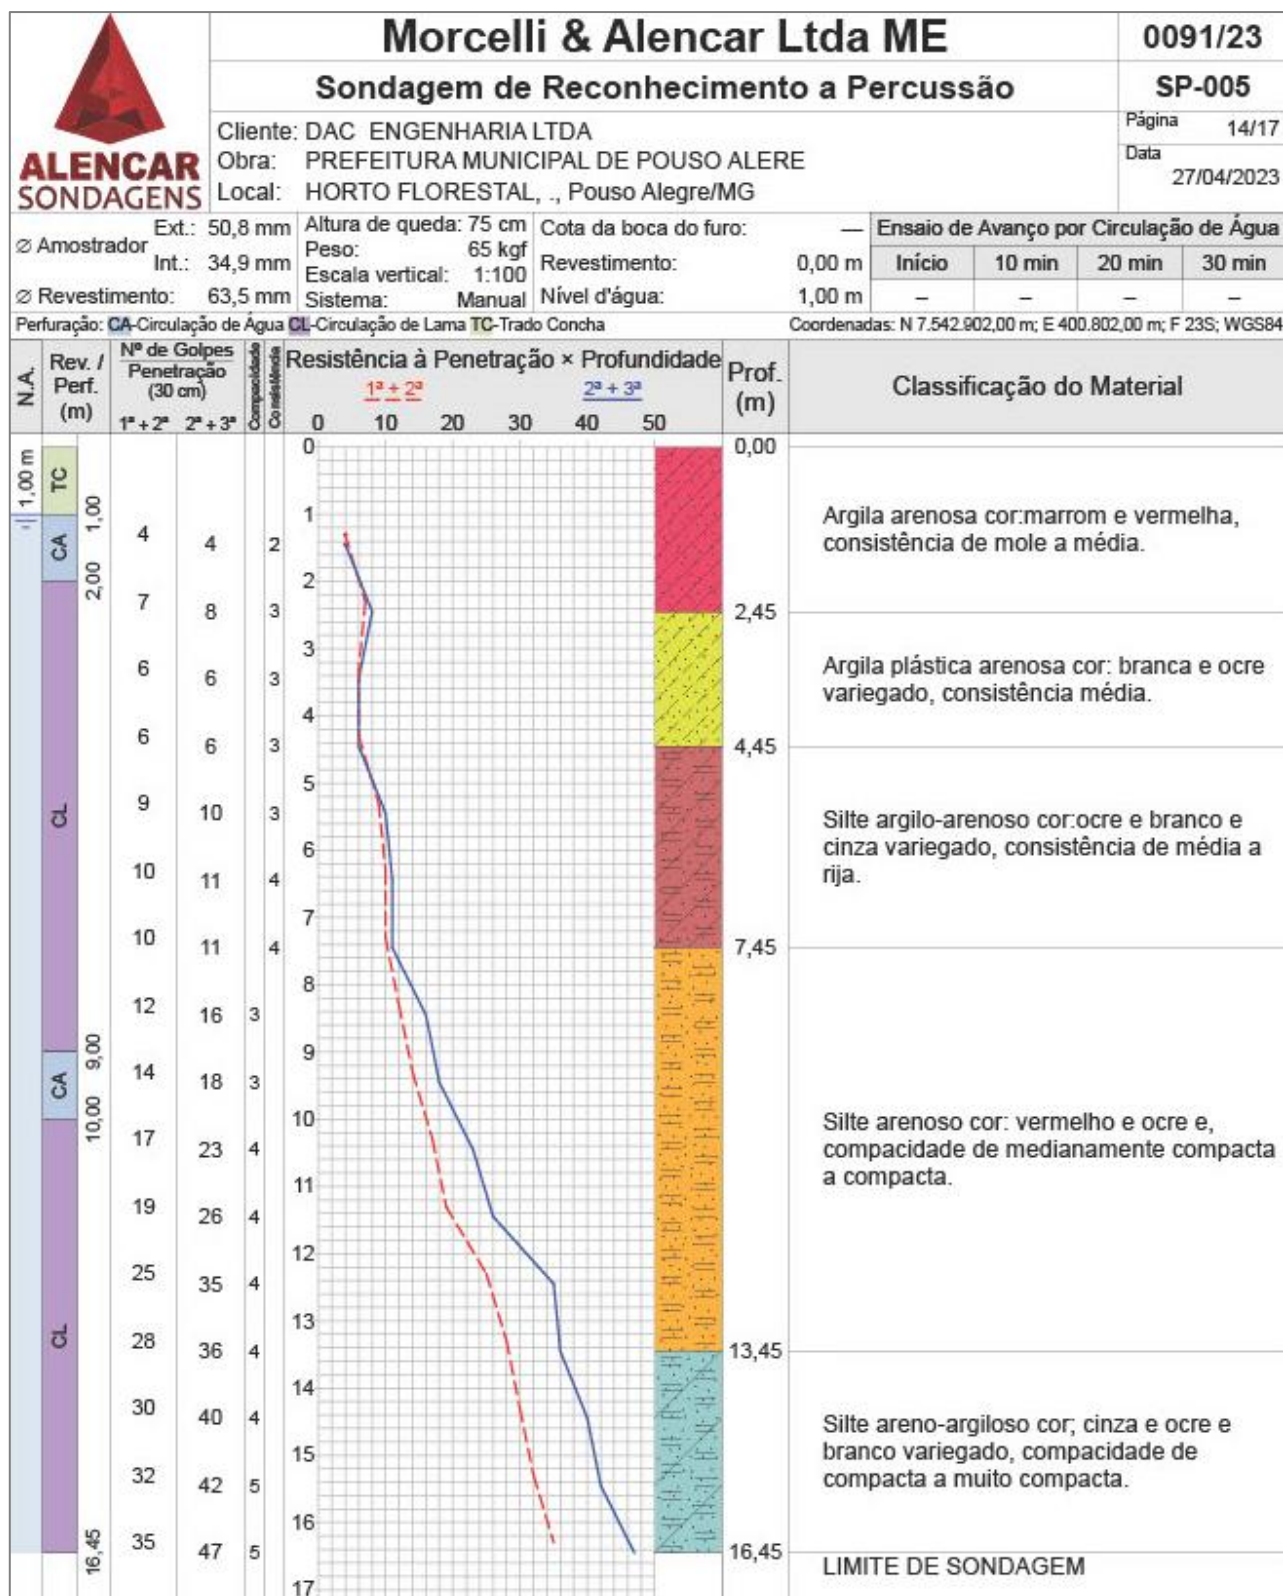 Morcelli & Alencar Ltda ME
0091/23
Sondagem de Reconhecimento a Percussão
SP-005
ALENCAR
SONDAGENS
Cliente: DAC ENGENHARIA LTDA
Obra: PREFEITURA MUNICIPAL DE POUSO ALERE
Local: HORTO FLORESTAL, ., Pouso Alegre/MG
Página 14/17
Data
27/04/2023
Ø Amostrador Ext.: 50,8 mm
Int.: 34,9 mm
Ø Revestimento: 63,5 mm
Altura de queda: 75 cm
Peso: 65 kgf
Escala vertical: 1:100
Sistema: Manual
Cota da boca do furo: —
Revestimento: 0,00 m
Nível d'água: 1,00 m
Ensaio de Avanço por Circulação de Água
Início 10 min 20 min 30 min
– – – –
Perfuração: CA-Circulação de Água CL-Circulação de Lama TC-Trado Concha
Coordenadas: N 7.542.902,00 m; E 400.802,00 m; F 23S; WGS84
N.A.
Rev. /
Perf.
(m)
Nº de Golpes
Penetração
(30 cm)
1ª + 2ª 2ª + 3ª
Compacidade
Consistência
Resistência à Penetração × Profundidade
1ª + 2ª 2ª + 3ª
0 10 20 30 40 50
Prof.
(m)
Classificação do Material
1,00 m
TC
1,00
CA
2,00
CL
9,00
CA
10,00
CL
16,45
4 4 2
7 8 3
6 6 3
6 6 3
9 10 3
10 11 4
10 11 4
12 16 3
14 18 3
17 23 4
19 26 4
25 35 4
28 36 4
30 40 4
32 42 5
35 47 5
0
1
2
3
4
5
6
7
8
9
10
11
12
13
14
15
16
17
0,00
Argila arenosa cor:marrom e vermelha,
consistência de mole a média.
2,45
Argila plástica arenosa cor: branca e ocre
variegado, consistência média.
4,45
Silte argilo-arenoso cor:ocre e branco e
cinza variegado, consistência de média a
rija.
7,45
Silte arenoso cor: vermelho e ocre e,
compacidade de medianamente compacta
a compacta.
13,45
Silte areno-argiloso cor; cinza e ocre e
branco variegado, compacidade de
compacta a muito compacta.
16,45
LIMITE DE SONDAGEM